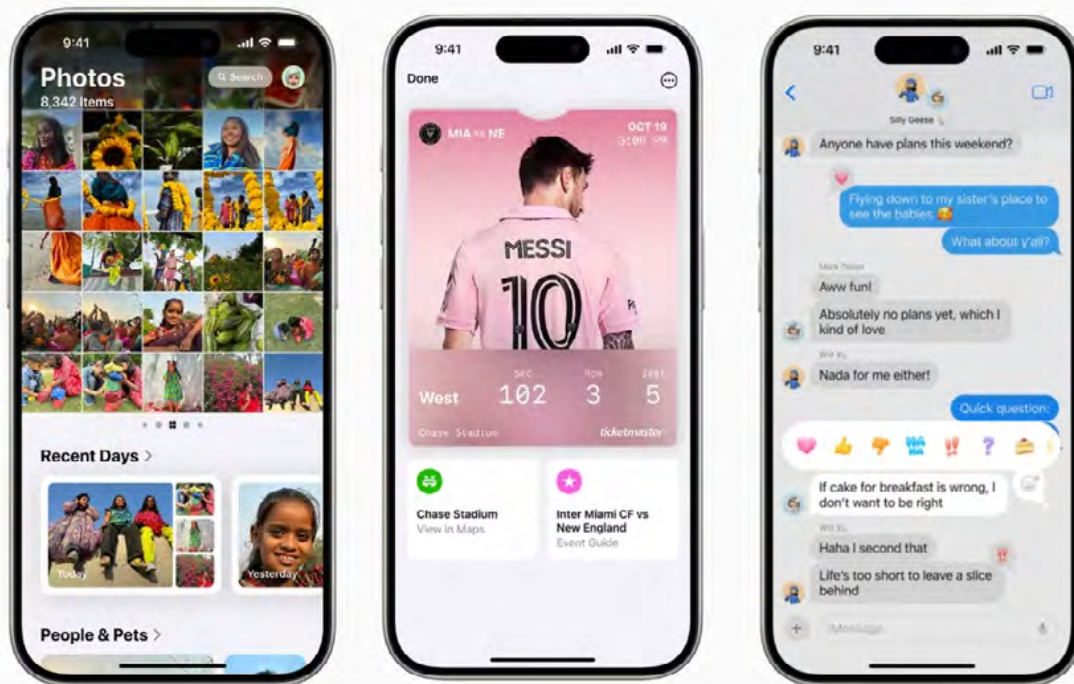 9:41
Photos
Search
8,342 Items
Recent Days >
Today
Yesterday
People & Pets >
9:41
Done
MIA vs NE
OCT 19
3:00 PM
MESSI
10
Sec
Row
Seat
West
102
3
5
Chase Stadium
ticketmaster
Chase Stadium
View in Maps
Inter Miami CF vs
New England
Event Guide
9:41
Silly Geese
Anyone have plans this weekend?
Flying down to my sister's place to
see the babies 🥰
What about y'all?
Aww fun!
Absolutely no plans yet, which I
kind of love
Will Xu
Nada for me either!
Quick question:
HA
HA
!!
?
If cake for breakfast is wrong, I
don't want to be right
Will Xu
Haha I second that
!!
Life's too short to leave a slice
behind
iMessage